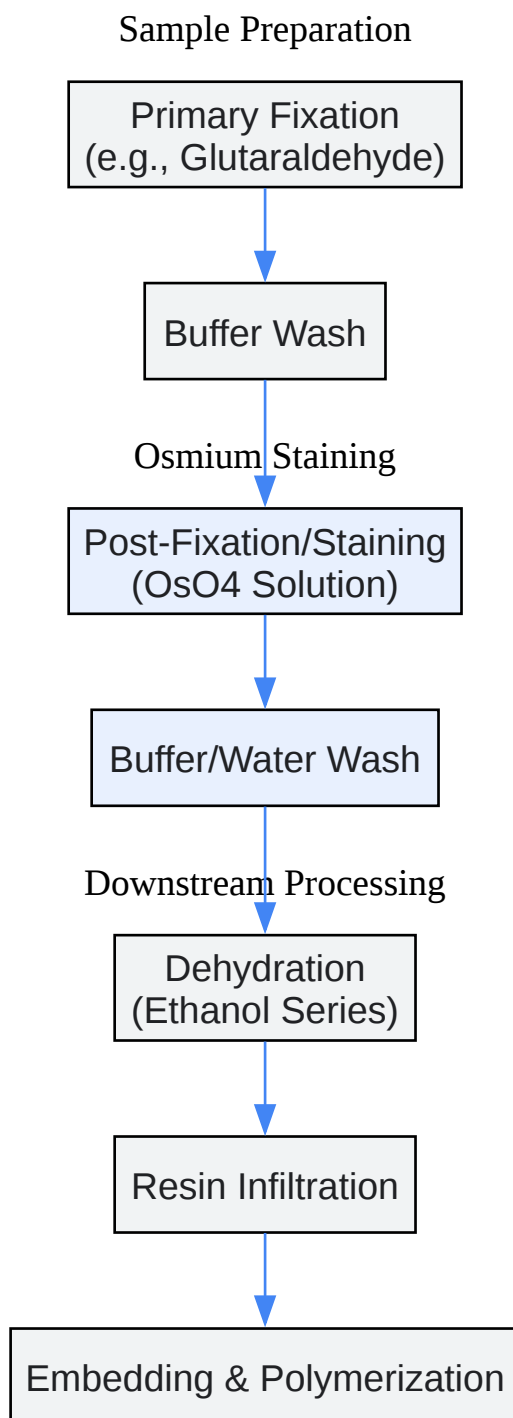 Sample Preparation
Primary Fixation
(e.g., Glutaraldehyde)
Buffer Wash
Osmium Staining
Post-Fixation/Staining
(OsO4 Solution)
Buffer/Water Wash
Downstream Processing
Dehydration
(Ethanol Series)
Resin Infiltration
Embedding & Polymerization